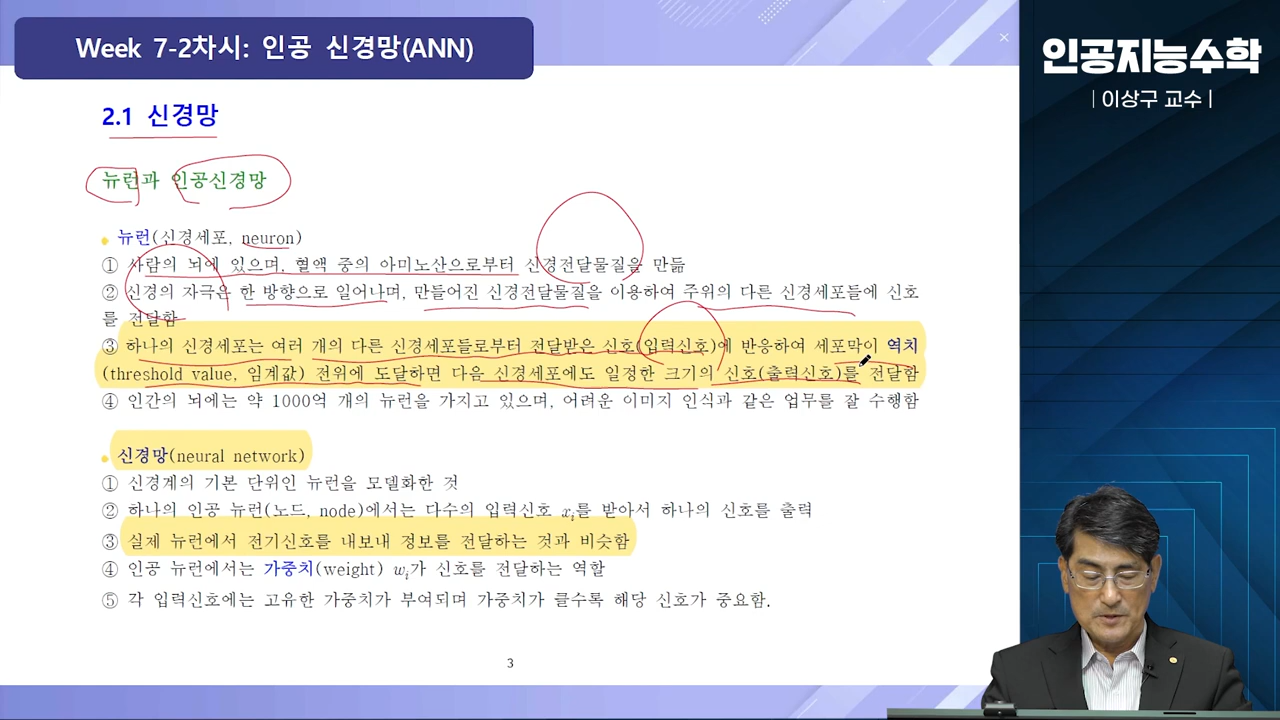 Week 7-2차시: 인공 신경망(ANN)
인공지능수학
| 이상구 교수 |
2.1 신경망
뉴런과 인공신경망
뉴런(신경세포, neuron)
① 사람의 뇌에 있으며, 혈액 중의 아미노산으로부터 신경전달물질을 만듦
② 신경의 자극은 한 방향으로 일어나며, 만들어진 신경전달물질을 이용하여 주위의 다른 신경세포들에 신호
를 전달함
③ 하나의 신경세포는 여러 개의 다른 신경세포들로부터 전달받은 신호(입력신호)에 반응하여 세포막이 역치
(threshold value, 임계값) 전위에 도달하면 다음 신경세포에도 일정한 크기의 신호(출력신호)를 전달함
④ 인간의 뇌에는 약 1000억 개의 뉴런을 가지고 있으며, 어려운 이미지 인식과 같은 업무를 잘 수행함
신경망(neural network)
① 신경계의 기본 단위인 뉴런을 모델화한 것
② 하나의 인공 뉴런(노드, node)에서는 다수의 입력신호 xᵢ를 받아서 하나의 신호를 출력
③ 실제 뉴런에서 전기신호를 내보내 정보를 전달하는 것과 비슷함
④ 인공 뉴런에서는 가중치(weight) wᵢ가 신호를 전달하는 역할
⑤ 각 입력신호에는 고유한 가중치가 부여되며 가중치가 클수록 해당 신호가 중요함.
3